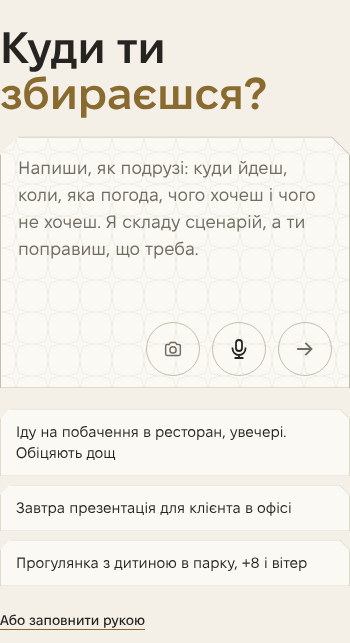 Куди ти
збираєшся?
Напиши, як подрузі: куди йдеш,
коли, яка погода, чого хочеш і чого
не хочеш. Я складу сценарій, а ти
поправиш, що треба.
Іду на побачення в ресторан, увечері.
Обіцяють дощ
Завтра презентація для клієнта в офісі
Прогулянка з дитиною в парку, +8 і вітер
Або заповнити рукою